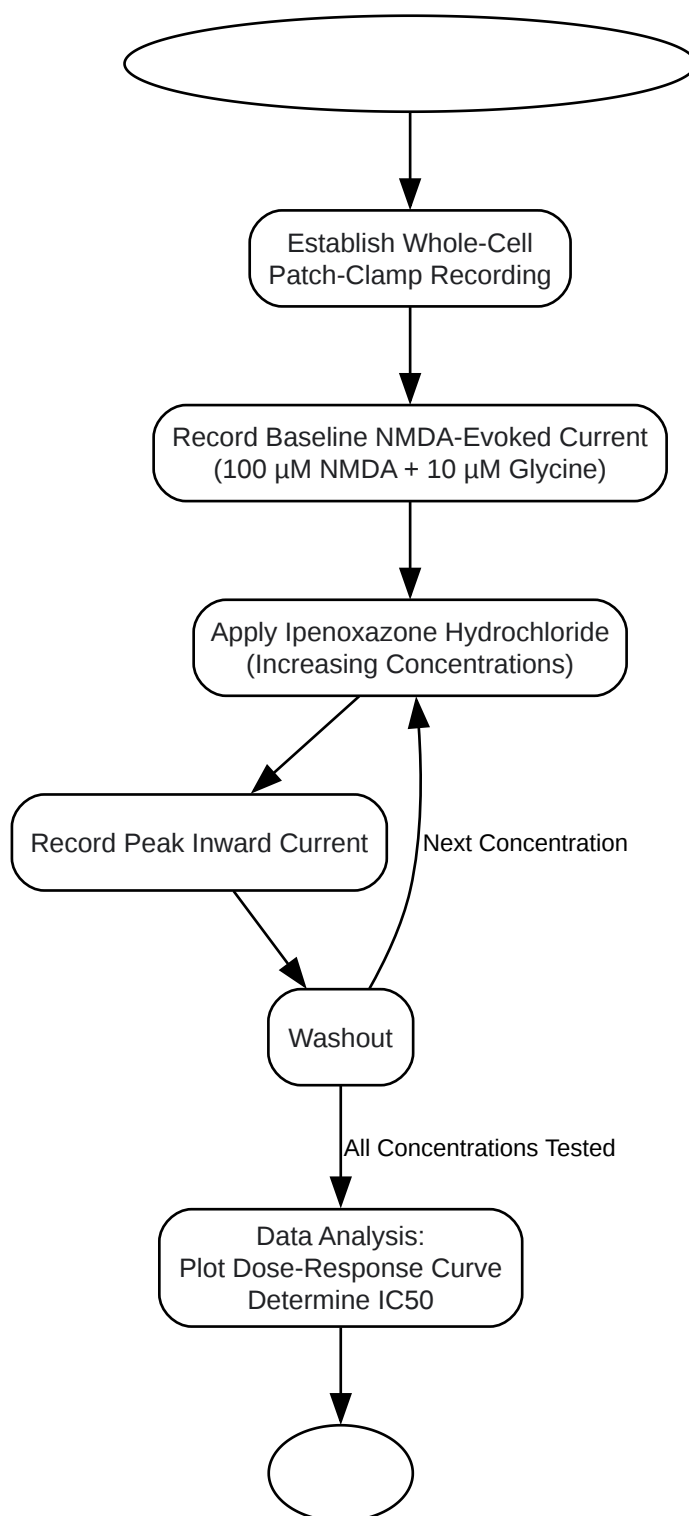 Establish Whole-Cell
Patch-Clamp Recording
Record Baseline NMDA-Evoked Current
(100 µM NMDA + 10 µM Glycine)
Apply Ipenoxazone Hydrochloride
(Increasing Concentrations)
Record Peak Inward Current
Next Concentration
Washout
All Concentrations Tested
Data Analysis:
Plot Dose-Response Curve
Determine IC50